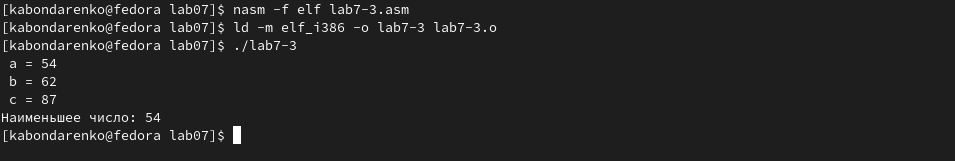 [kabondarenko@fedora lab07]$ nasm -f elf lab7-3.asm
[kabondarenko@fedora lab07]$ ld -m elf_i386 -o lab7-3 lab7-3.o
[kabondarenko@fedora lab07]$ ./lab7-3
a = 54
b = 62
c = 87
Наименьшее число: 54
[kabondarenko@fedora lab07]$